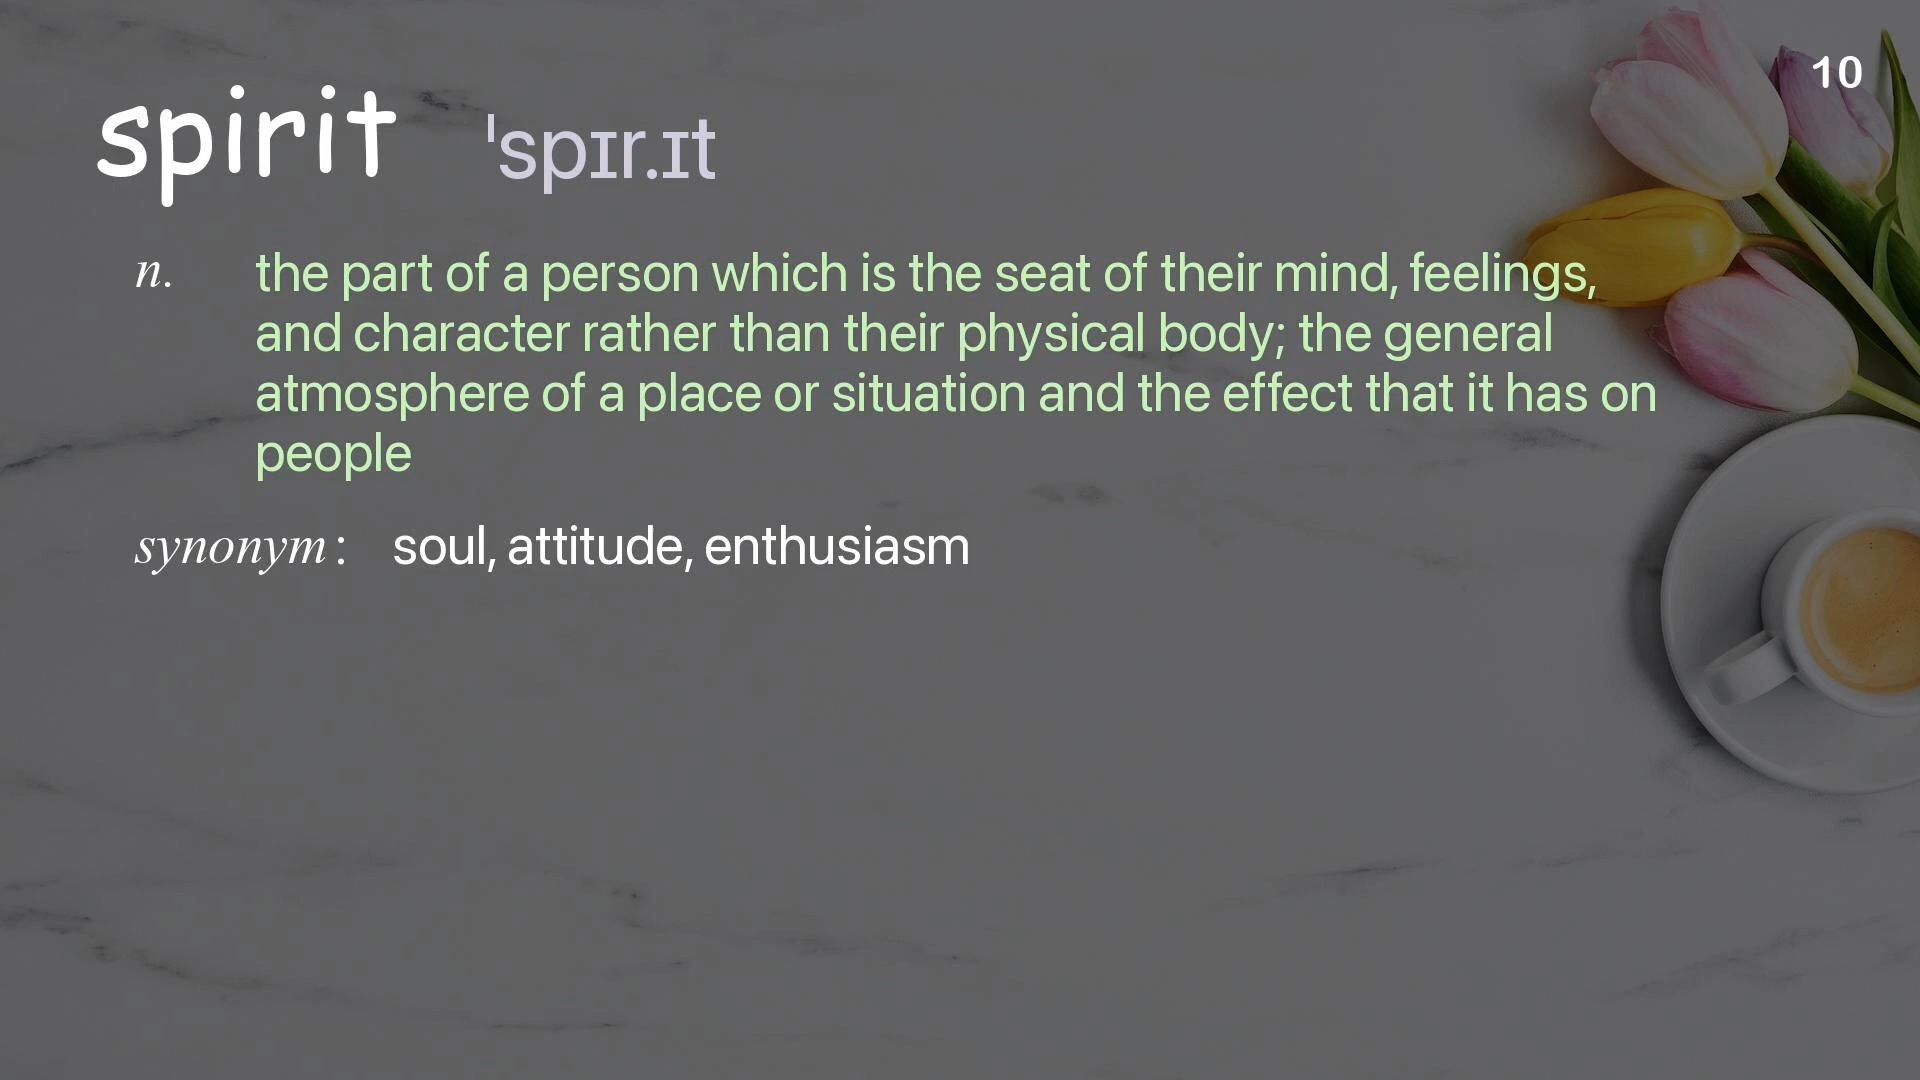 10
spirit ˈspɪr.ɪt
n. the part of a person which is the seat of their mind, feelings,
and character rather than their physical body; the general
atmosphere of a place or situation and the effect that it has on
people
synonym: soul, attitude, enthusiasm